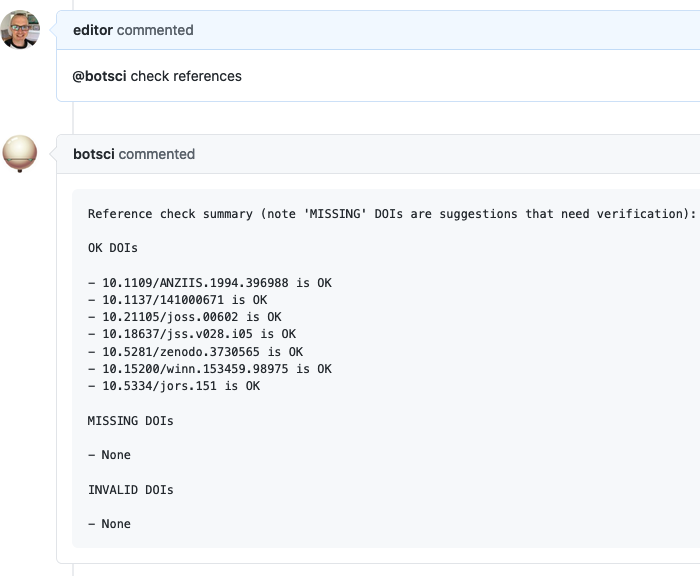 editor commented
@botsci check references
botsci commented
Reference check summary (note 'MISSING' DOIs are suggestions that need verification):
OK DOIs
– 10.1109/ANZIIS.1994.396988 is OK
– 10.1137/141000671 is OK
– 10.21105/joss.00602 is OK
– 10.18637/jss.v028.i05 is OK
– 10.5281/zenodo.3730565 is OK
– 10.15200/winn.153459.98975 is OK
– 10.5334/jors.151 is OK
MISSING DOIs
– None
INVALID DOIs
– None